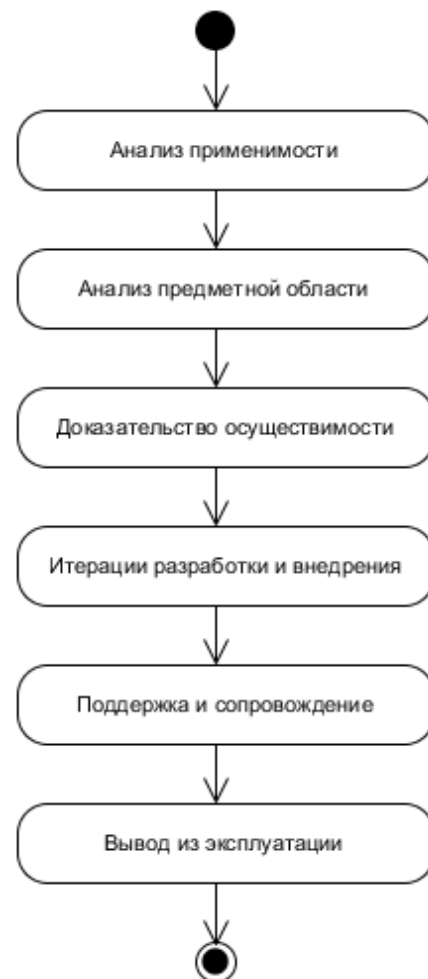 Анализ применимости
Анализ предметной области
Доказательство осуществимости
Итерации разработки и внедрения
Поддержка и сопровождение
Вывод из эксплуатации